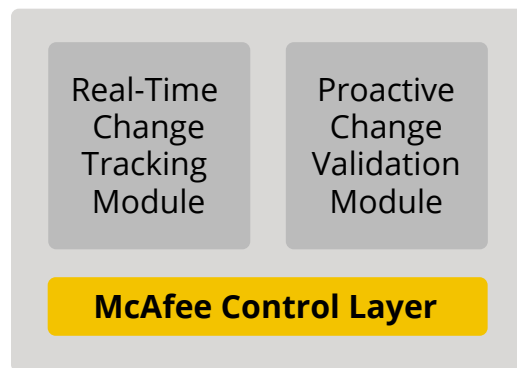 Real-Time
Change
Tracking
Module
Proactive
Change
Validation
Module
McAfee Control Layer